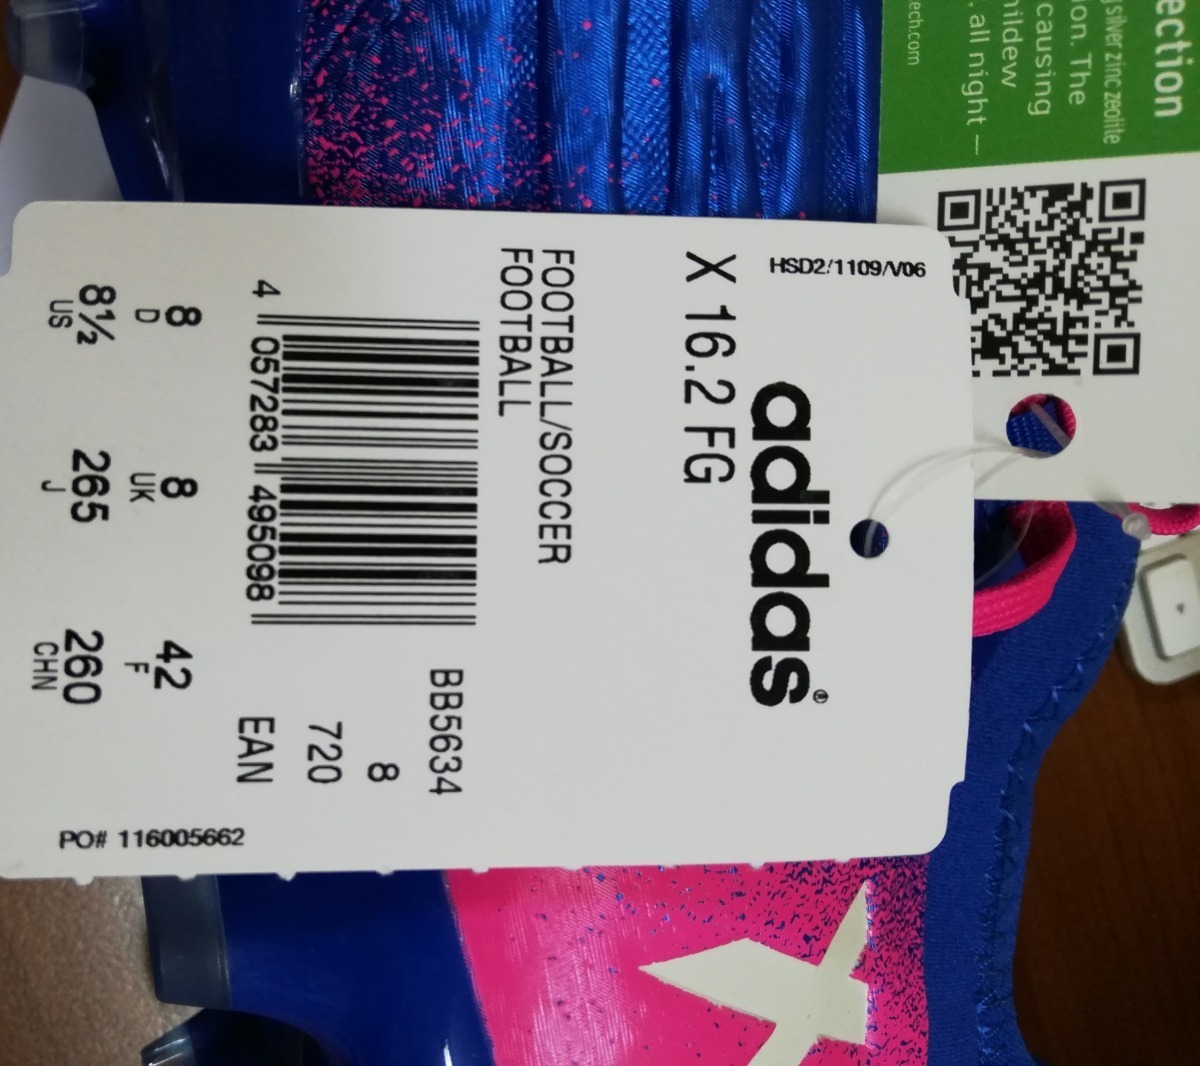 HSD2/1109/V06
adidas®
X 16.2 FG
FOOTBALL/SOCCER
FOOTBALL
BB5634
8
720
EAN
4 057283 495098
8 8 42
D UK F
8½ 265 260
US J CHN
PO# 116005662
ection
silver zinc zeolite
ion. The
causing
mildew
, all night —
tech.com